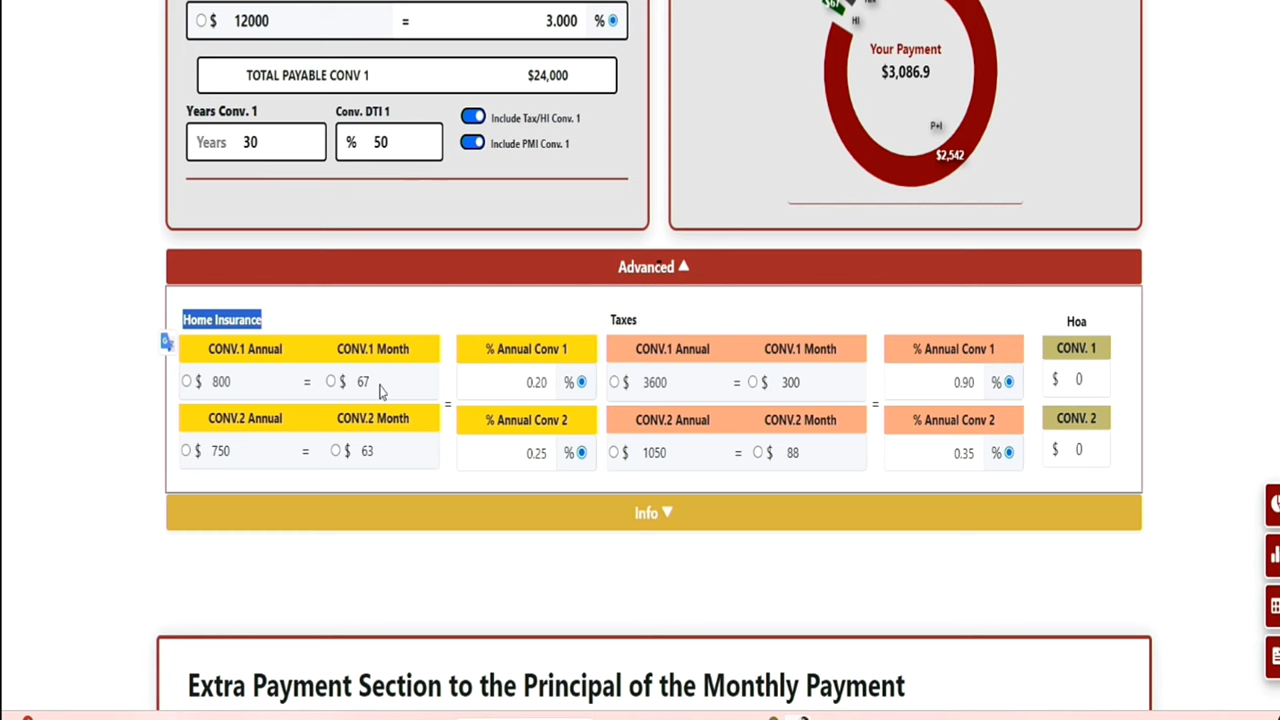 $ 12000 = 3.000 %
TOTAL PAYABLE CONV 1 $24,000
Years Conv. 1 Conv. DTI 1
Years 30 % 50
Include Tax/HI Conv. 1
Include PMI Conv. 1
$67
HI
Your Payment
$3,086.9
P+I
$2,542
Advanced ▲
Home Insurance Taxes Hoa
CONV.1 Annual CONV.1 Month % Annual Conv 1 CONV.1 Annual CONV.1 Month % Annual Conv 1 CONV. 1
$ 800 = $ 67 0.20 % $ 3600 = $ 300 0.90 % $ 0
= =
CONV.2 Annual CONV.2 Month % Annual Conv 2 CONV.2 Annual CONV.2 Month % Annual Conv 2 CONV. 2
$ 750 = $ 63 0.25 % $ 1050 = $ 88 0.35 % $ 0
Info ▼
Extra Payment Section to the Principal of the Monthly Payment